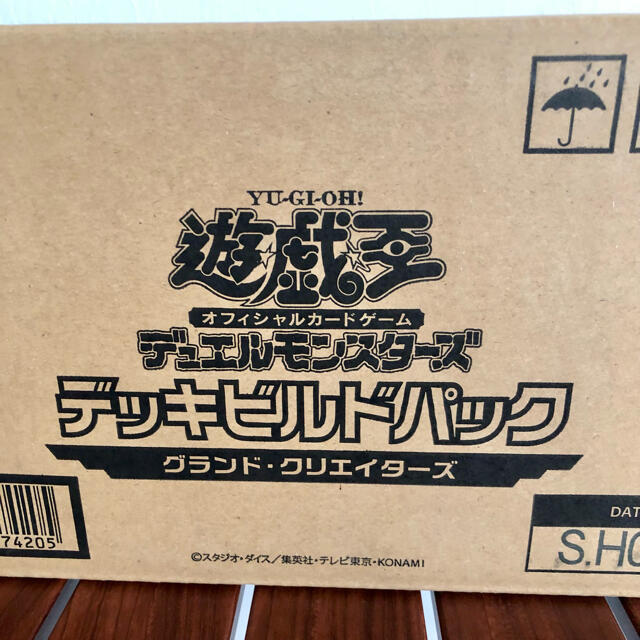 YU-GI-OH!
遊☆戯☆王
オフィシャルカードゲーム
デュエルモンスターズ
デッキビルドパック
グランド・クリエイターズ
74205
DAT
S.HO
©スタジオ・ダイス/集英社・テレビ東京・KONAMI